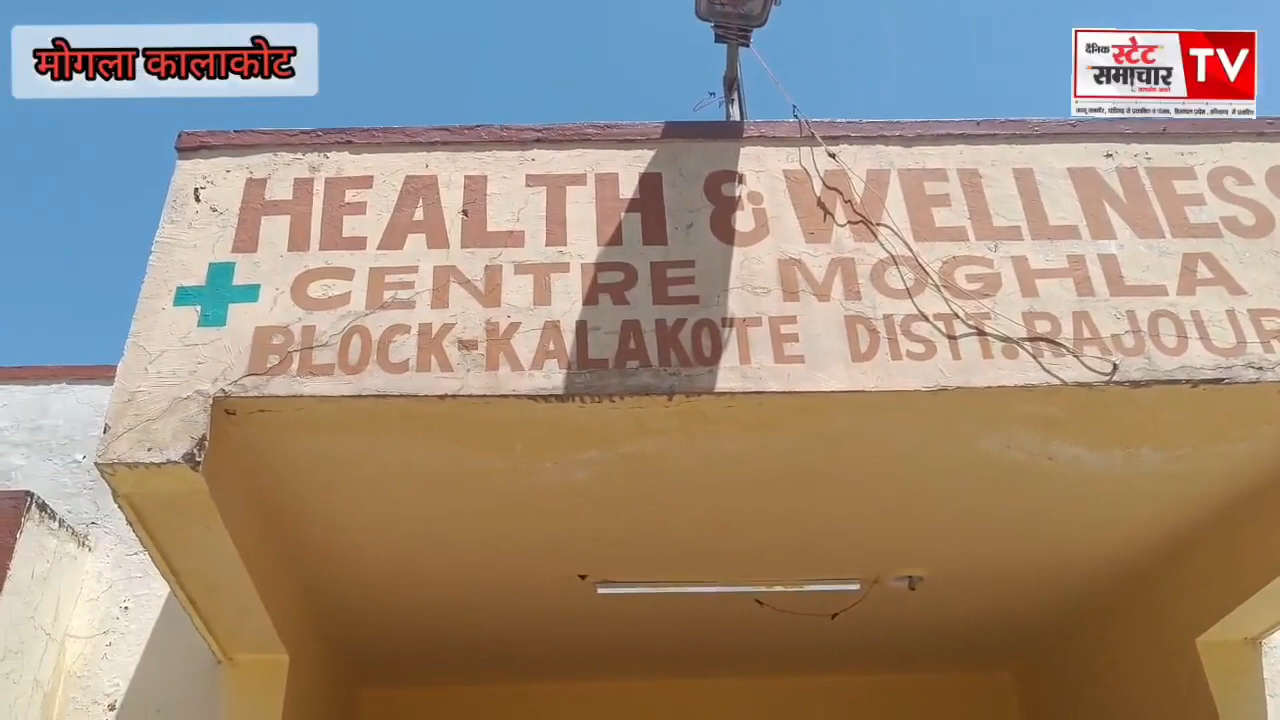 मोगला कालाकोट
दैनिक
स्टेट
समाचार
TV
HEALTH & WELLNESS
+ CENTRE MOGHLA
BLOCK-KALAKOTE DISTT. RAJOUR